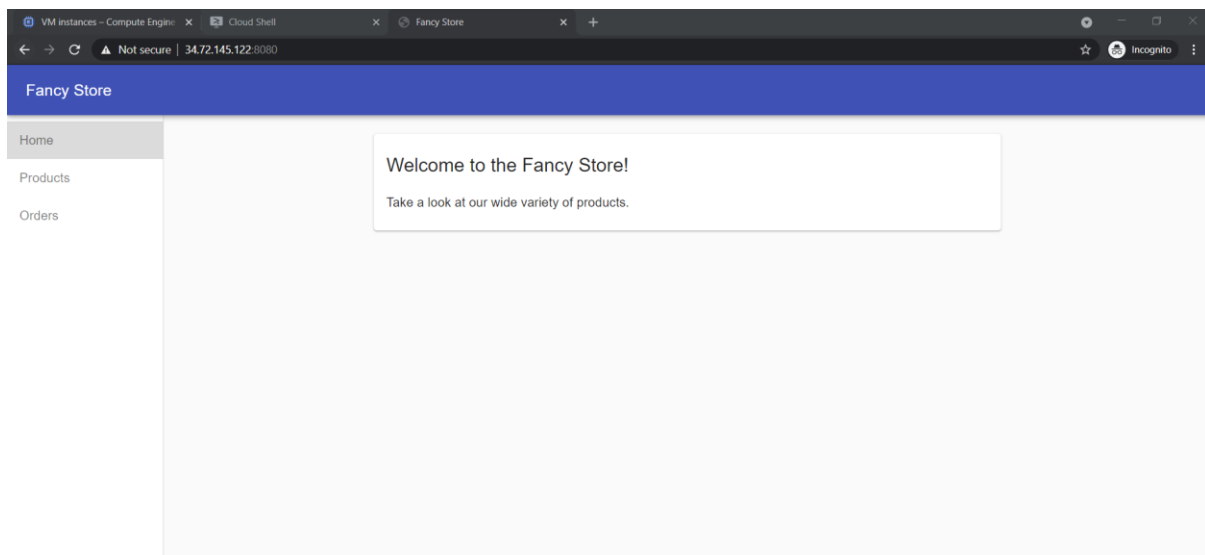 VM instances – Compute Engine
Cloud Shell
Fancy Store
Not secure | 34.72.145.122:8080
Incognito
Fancy Store
Home
Products
Orders
Welcome to the Fancy Store!
Take a look at our wide variety of products.